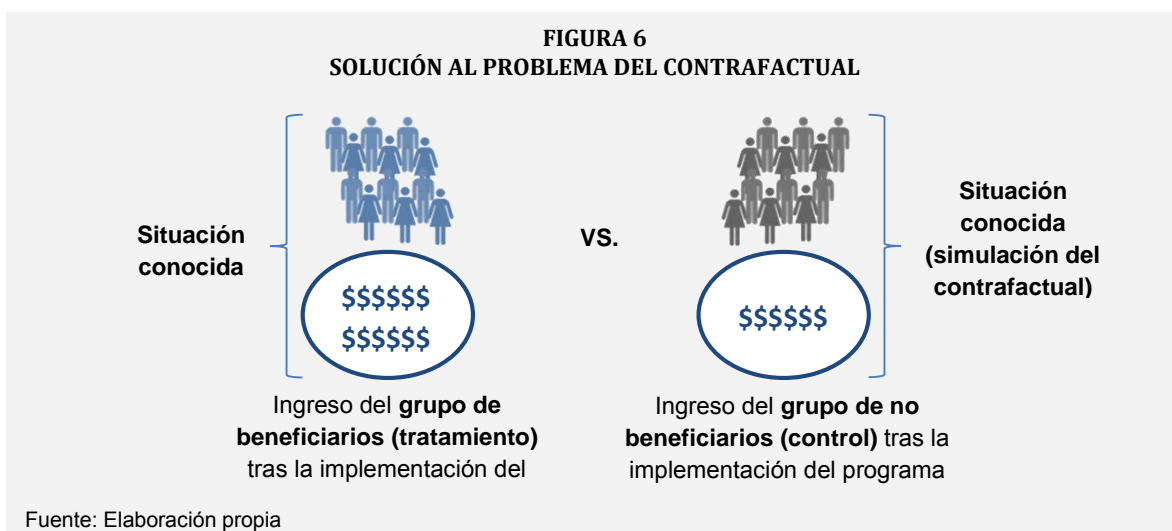 FIGURA 6
SOLUCIÓN AL PROBLEMA DEL CONTRAFACTUAL
Situación
conocida
$$$$$$
$$$$$$
Ingreso del grupo de
beneficiarios (tratamiento)
tras la implementación del
VS.
$$$$$$
Ingreso del grupo de no
beneficiarios (control) tras la
implementación del programa
Situación
conocida
(simulación del
contrafactual)
Fuente: Elaboración propia